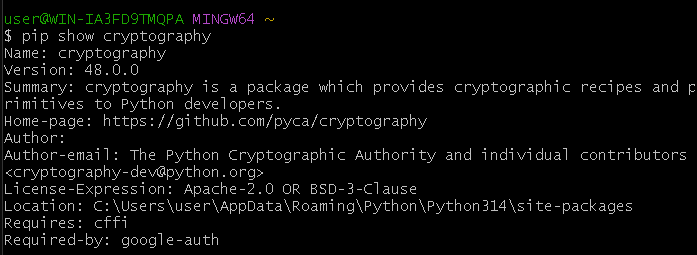 user@WIN-IA3FD9TMQPA MINGW64 ~
$ pip show cryptography
Name: cryptography
Version: 48.0.0
Summary: cryptography is a package which provides cryptographic recipes and p
rimitives to Python developers.
Home-page: https://github.com/pyca/cryptography
Author:
Author-email: The Python Cryptographic Authority and individual contributors
<cryptography-dev@python.org>
License-Expression: Apache-2.0 OR BSD-3-Clause
Location: C:\Users\user\AppData\Roaming\Python\Python314\site-packages
Requires: cffi
Required-by: google-auth